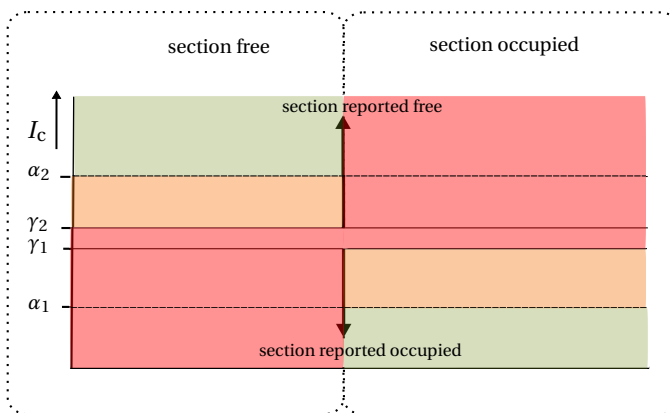 section free
section occupied
section reported free
I_c
α₂
γ₂
γ₁
α₁
section reported occupied